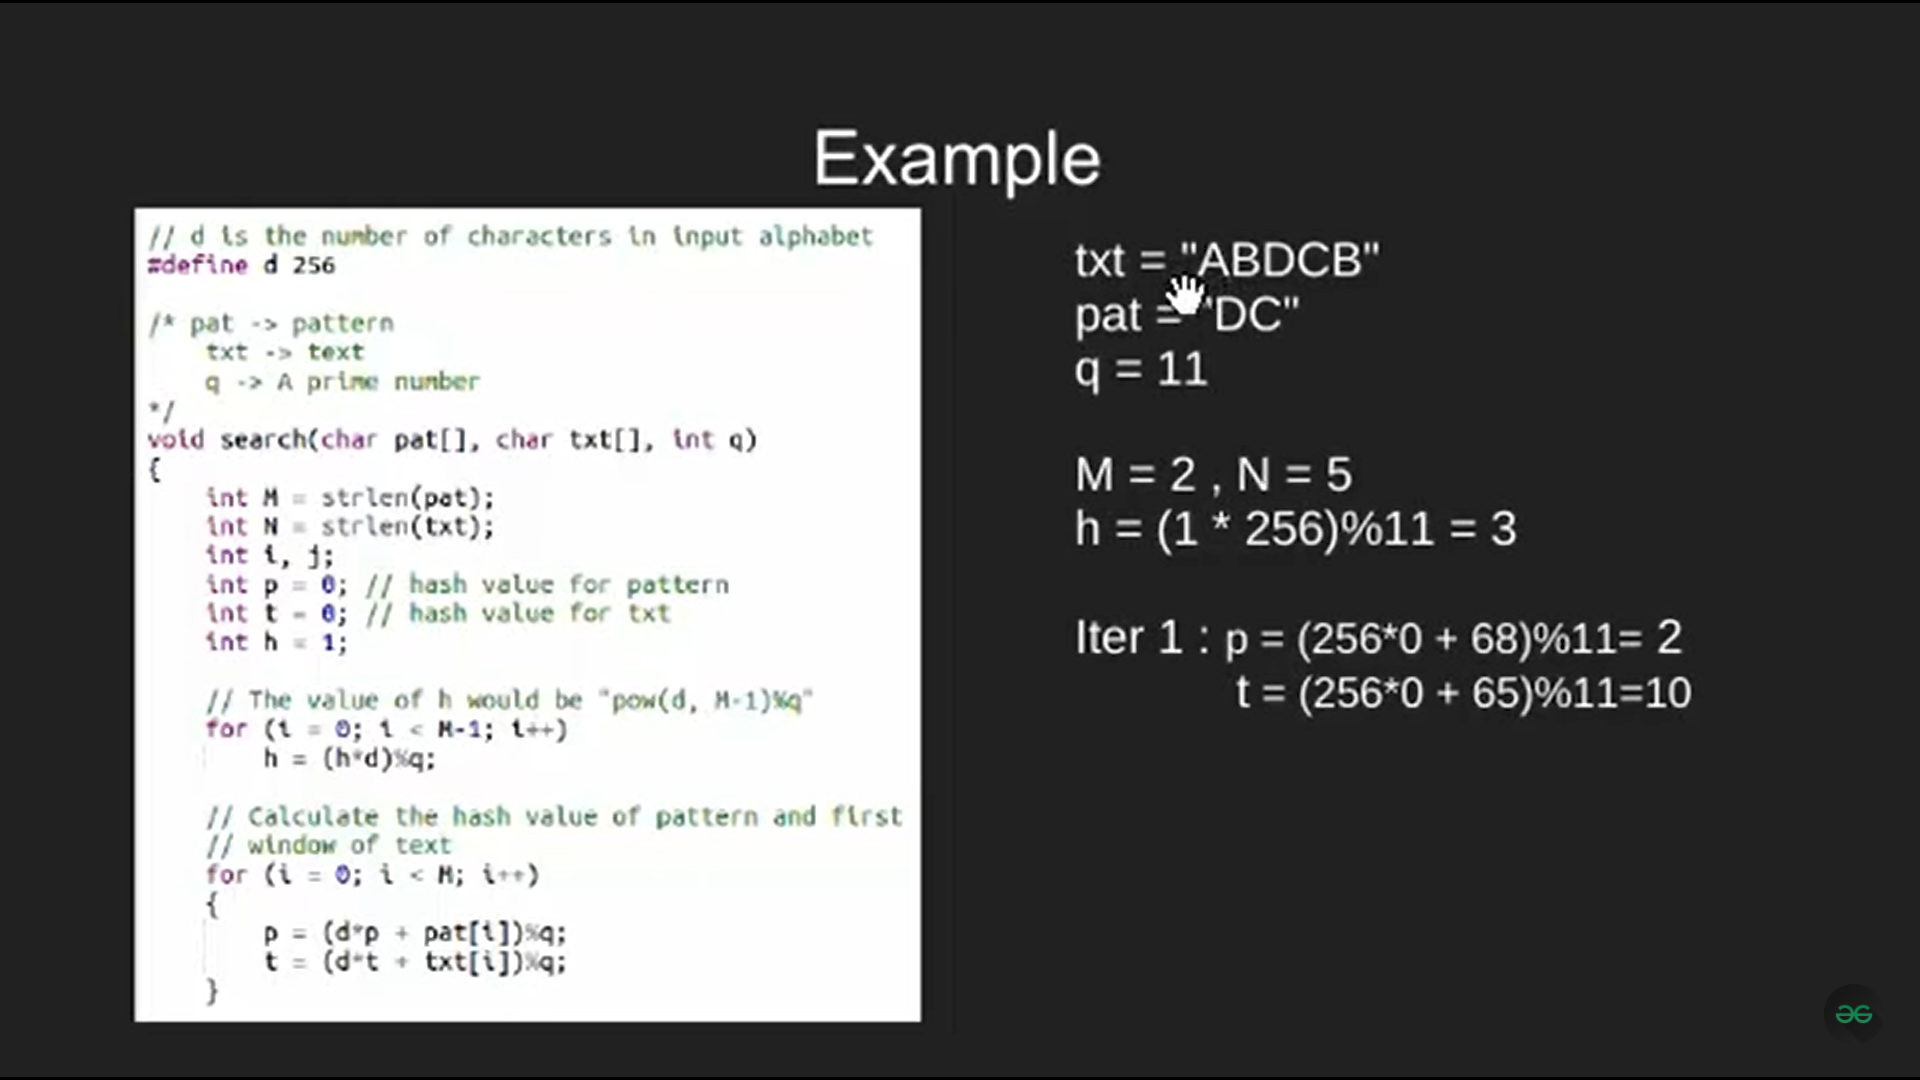 Example
// d is the number of characters in input alphabet
#define d 256
/* pat -> pattern
txt -> text
q -> A prime number
*/
void search(char pat[], char txt[], int q)
{
int M = strlen(pat);
int N = strlen(txt);
int i, j;
int p = 0; // hash value for pattern
int t = 0; // hash value for txt
int h = 1;
// The value of h would be "pow(d, M-1)%q"
for (i = 0; i < M-1; i++)
h = (h*d)%q;
// Calculate the hash value of pattern and first
// window of text
for (i = 0; i < M; i++)
{
p = (d*p + pat[i])%q;
t = (d*t + txt[i])%q;
}
txt = "ABDCB"
pat = "DC"
q = 11
M = 2 , N = 5
h = (1 * 256)%11 = 3
Iter 1 : p = (256*0 + 68)%11= 2
t = (256*0 + 65)%11=10